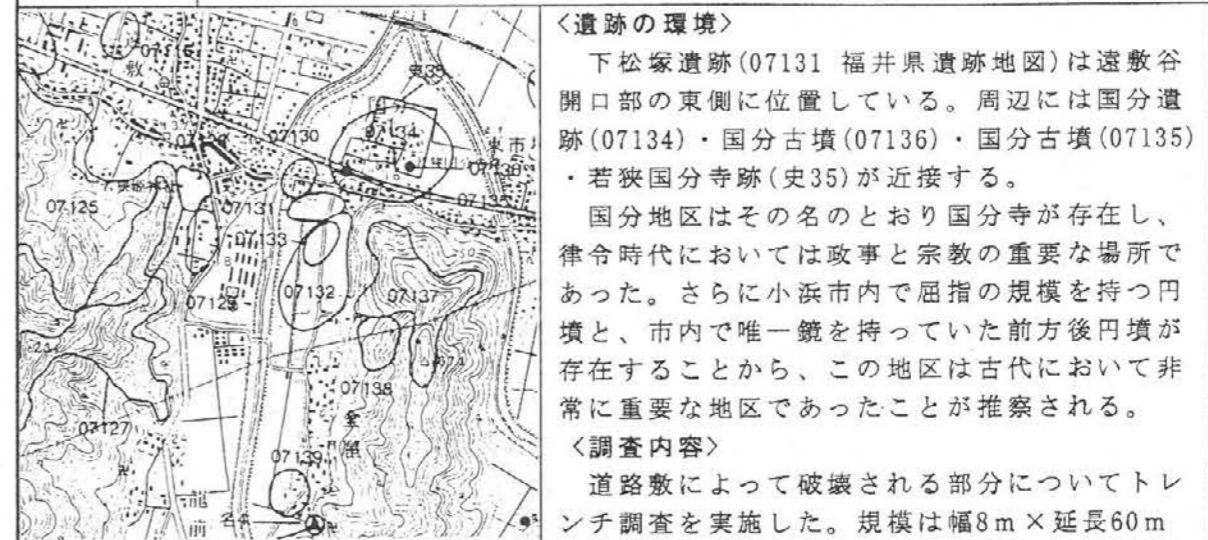 〈遺跡の環境〉
　下松塚遺跡(07131 福井県遺跡地図)は遠敷谷
開口部の東側に位置している。周辺には国分遺
跡(07134)・国分古墳(07136)・国分古墳(07135)
・若狭国分寺跡(史35)が近接する。
　国分地区はその名のとおり国分寺が存在し、
律令時代においては政事と宗教の重要な場所で
あった。さらに小浜市内で屈指の規模を持つ円
墳と、市内で唯一鏡を持っていた前方後円墳が
存在することから、この地区は古代において非
常に重要な地区であったことが推察される。
〈調査内容〉
　道路敷によって破壊される部分についてトレ
ンチ調査を実施した。規模は幅8m×延長60m
敷
史35
07130
07134
東市
07125
07131
07133
07132
07137
07138
07127
07139
金屋
龍前